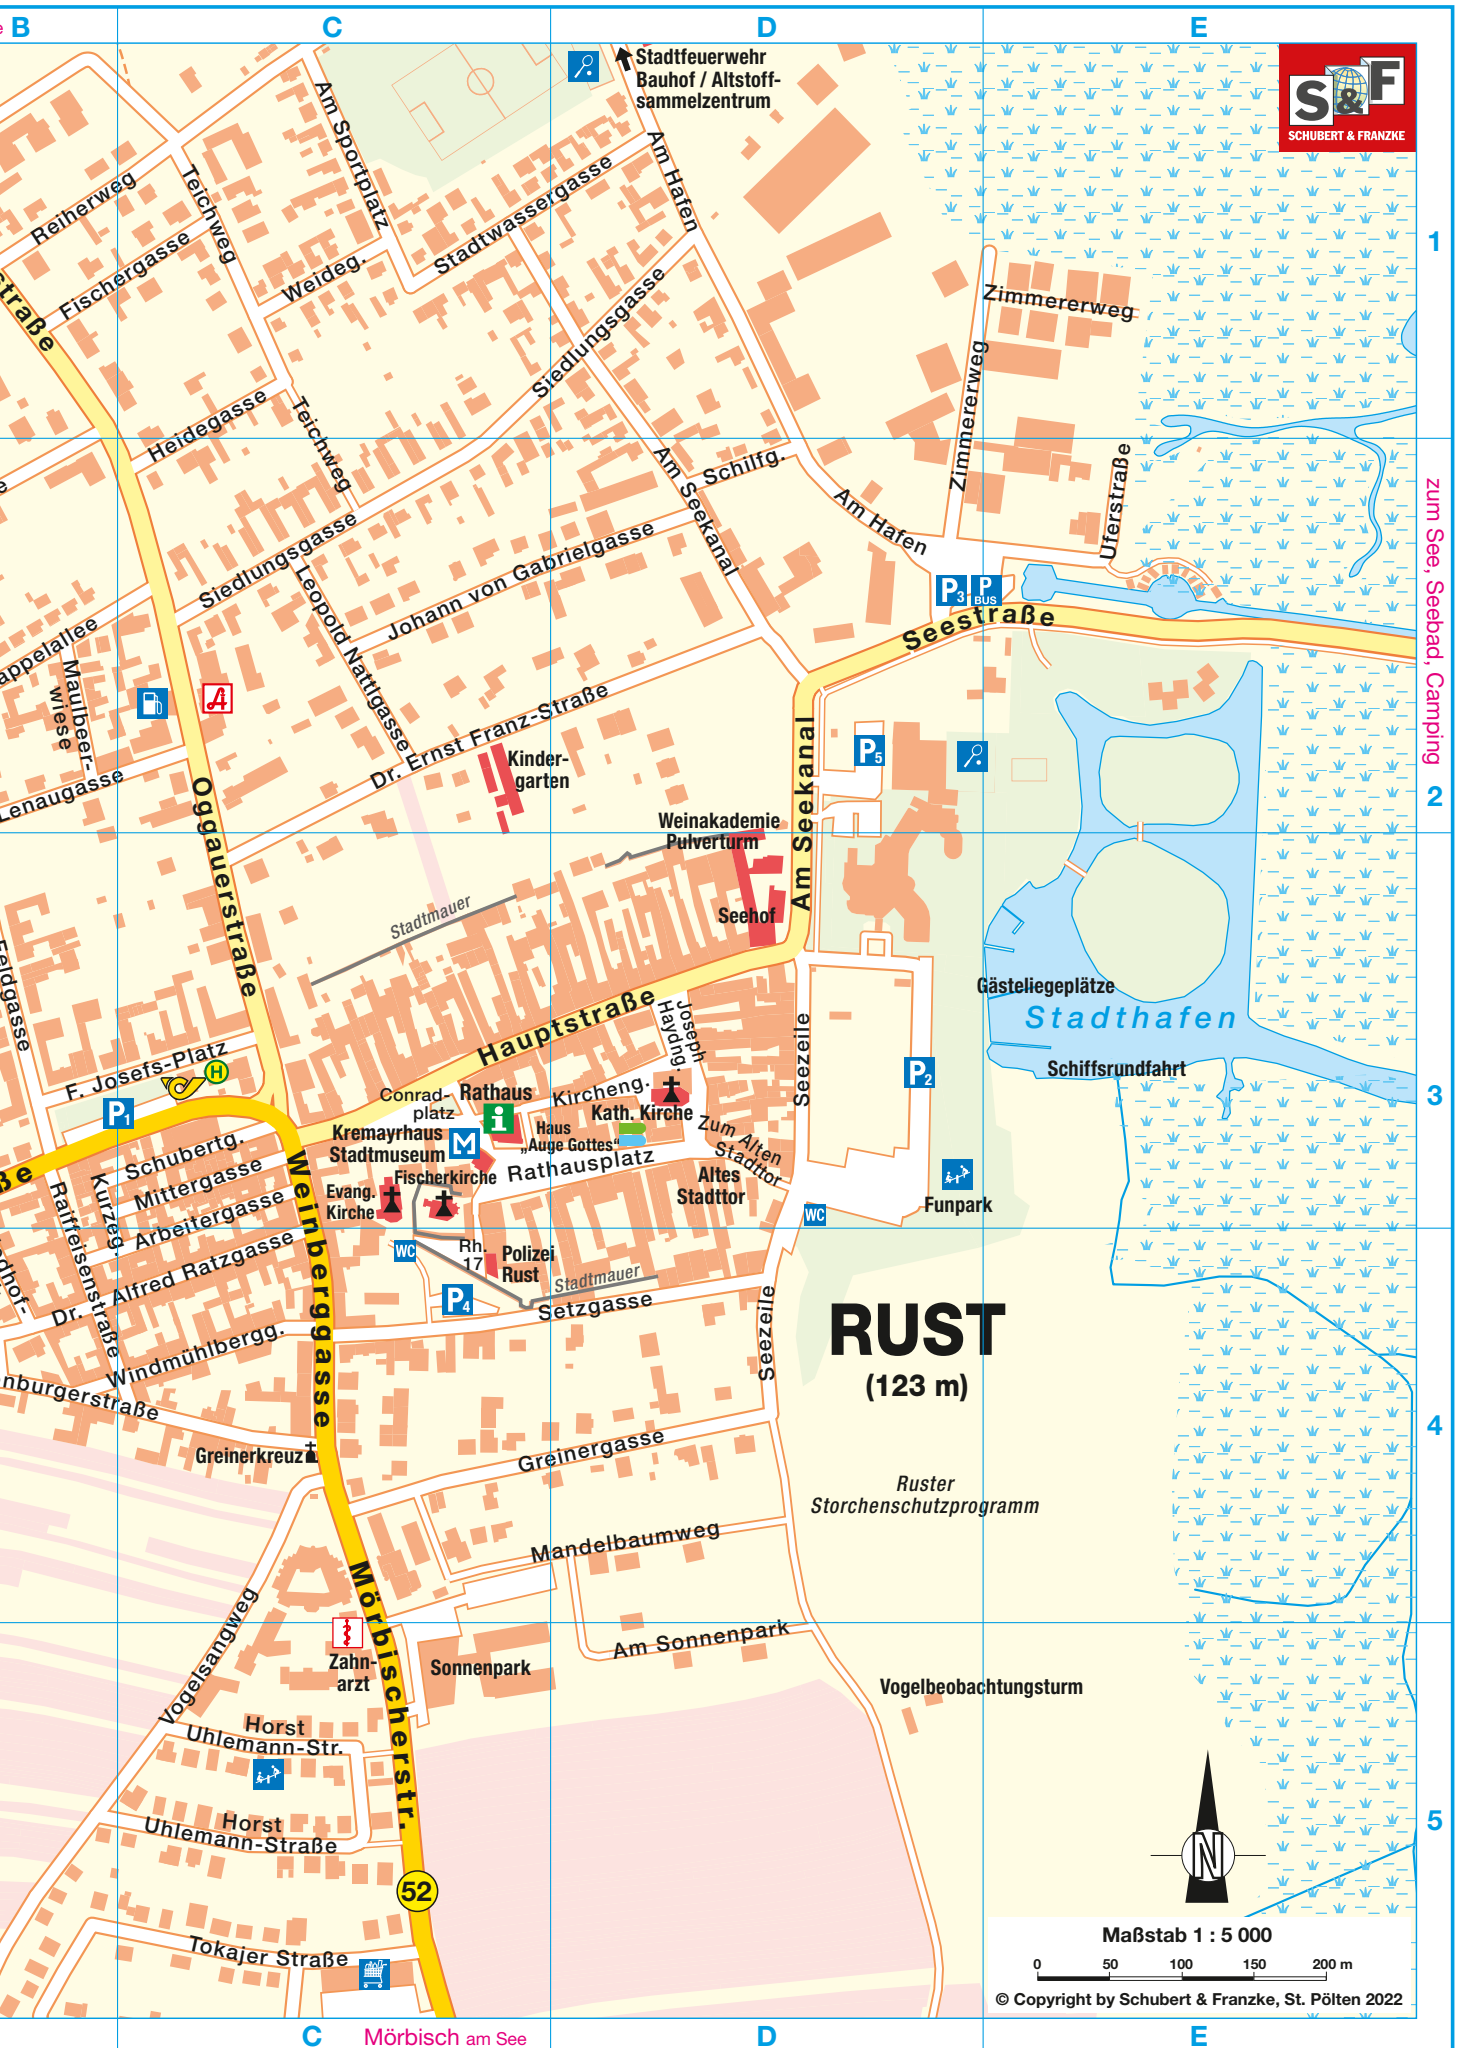 B
C
D
E
Stadtfeuerwehr
Bauhof / Altstoff-
sammelzentrum
S&F
SCHUBERT & FRANZKE
Am Sportplatz
Am Hafen
Reiherweg
Teichweg
Stadtwassergasse
Fischergasse
Weideg.
1
straße
Siedlungsgasse
Zimmererweg
Zimmererweg
Heidegasse
Teichweg
Am Seekanal
Schilfg.
Am Hafen
Uferstraße
zum See, Seebad, Camping
Siedlungsgasse
Johann von Gabrielgasse
Leopold Nattlgasse
P3
P
BUS
Seestraße
appelallee
Maulbeer-
wiese
A
Dr. Ernst Franz-Straße
Kinder-
garten
Am Seekanal
P5
Lenaugasse
Oggauerstraße
2
Weinakademie
Pulverturm
Seehof
Stadtmauer
Feldgasse
Gästeliegeplätze
Stadthafen
Schiffsrundfahrt
Hauptstraße
Joseph
Haydng.
Seezeile
P2
F. Josefs-Platz
H
P1
Conrad-
platz
Rathaus
i
Kircheng.
Kath. Kirche
3
Kremayrhaus
Stadtmuseum
M
Haus
„Auge Gottes“
Zum Alten
Stadttor
Rathausplatz
Fischerkirche
Evang.
Kirche
Altes
Stadttor
Funpark
WC
ße
Schubertg.
Mittergasse
Kurzeg.
Arbeitergasse
Raiffeisenstraße
Dr. Alfred Ratzgasse
Weinberggasse
WC
Rh.
17
Polizei
Rust
Stadtmauer
P4
Setzgasse
Seezeile
RUST
(123 m)
dhof-
Windmühlbergg.
nburgerstraße
Greinerkreuz
Greinergasse
4
Ruster
Storchenschutzprogramm
Mandelbaumweg
Mörbischerstr.
Vogelsangweg
Zahn-
arzt
Sonnenpark
Am Sonnenpark
Vogelbeobachtungsturm
Horst
Uhlemann-Str.
Horst
Uhlemann-Straße
5
N
52
Tokajer Straße
Maßstab 1 : 5 000
0 50 100 150 200 m
© Copyright by Schubert & Franzke, St. Pölten 2022
C
Mörbisch am See
D
E